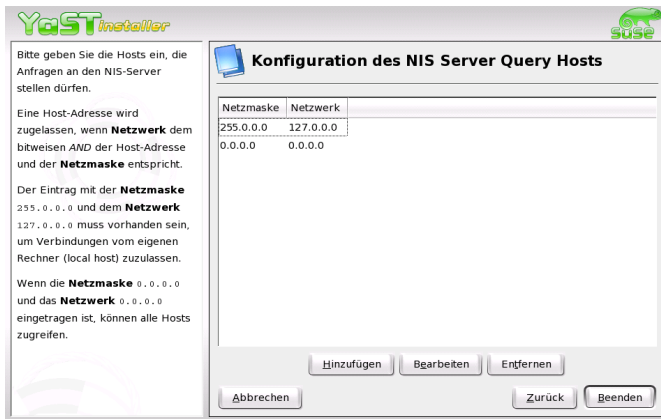 YaST installer
SUSE
Bitte geben Sie die Hosts ein, die
Anfragen an den NIS-Server
stellen dürfen.
Eine Host-Adresse wird
zugelassen, wenn Netzwerk dem
bitweisen AND der Host-Adresse
und der Netzmaske entspricht.
Der Eintrag mit der Netzmaske
255.0.0.0 und dem Netzwerk
127.0.0.0 muss vorhanden sein,
um Verbindungen vom eigenen
Rechner (local host) zuzulassen.
Wenn die Netzmaske 0.0.0.0
und das Netzwerk 0.0.0.0
eingetragen ist, können alle Hosts
zugreifen.
Konfiguration des NIS Server Query Hosts
Netzmaske Netzwerk
255.0.0.0 127.0.0.0
0.0.0.0 0.0.0.0
Hinzufügen Bearbeiten Entfernen
Abbrechen Zurück Beenden